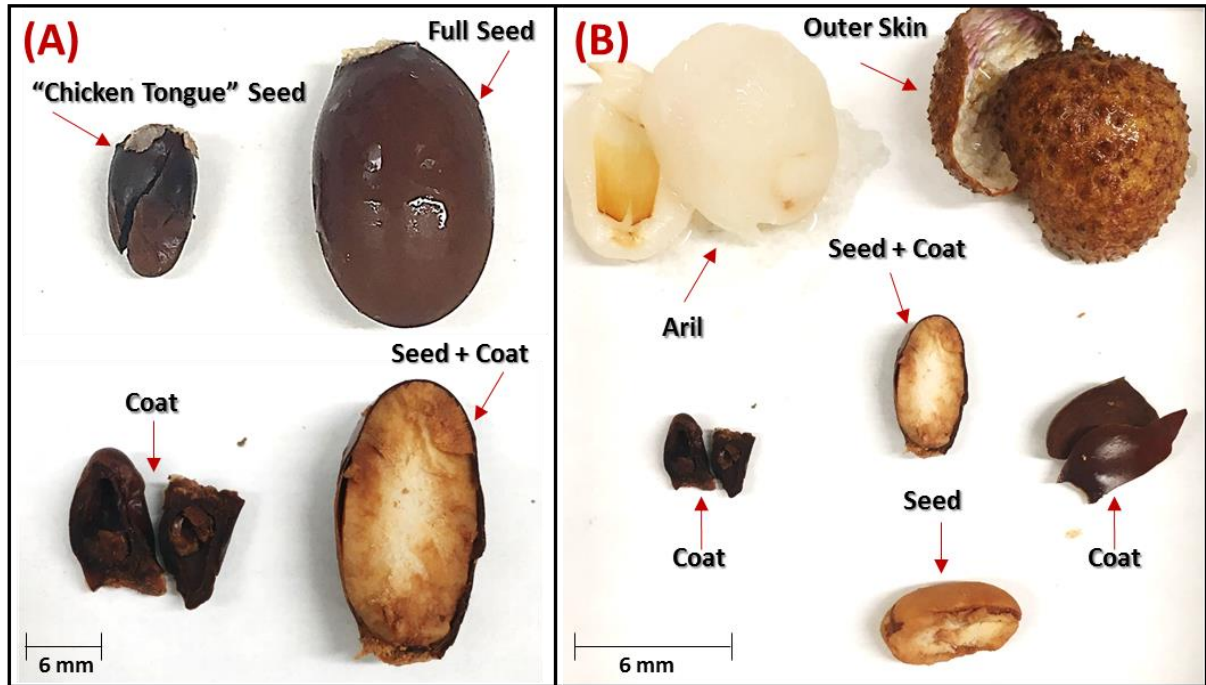 (A)
Full Seed
“Chicken Tongue” Seed
Seed + Coat
Coat
6 mm
(B)
Outer Skin
Seed + Coat
Aril
Seed
Coat
Coat
6 mm